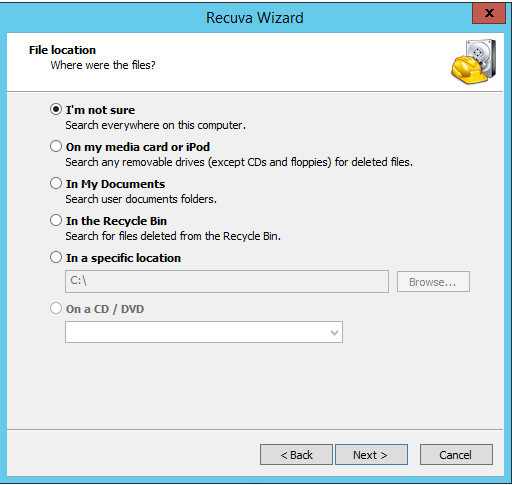 Recuva Wizard
x
File location
Where were the files?
I'm not sure
Search everywhere on this computer.
On my media card or iPod
Search any removable drives (except CDs and floppies) for deleted files.
In My Documents
Search user documents folders.
In the Recycle Bin
Search for files deleted from the Recycle Bin.
In a specific location
C:\ Browse...
On a CD / DVD
< Back Next > Cancel